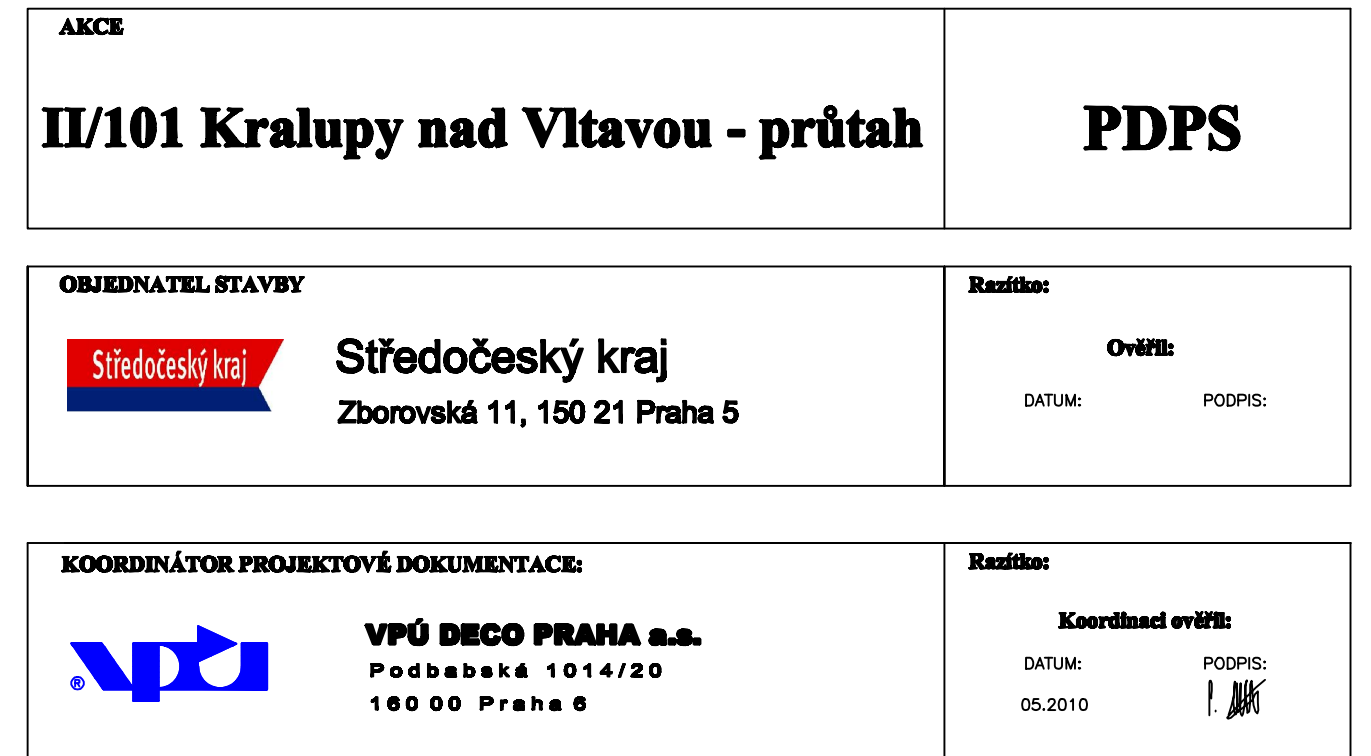 AKCE
II/101 Kralupy nad Vltavou - průtah
PDPS
OBJEDNATEL STAVBY
Středočeský kraj
Středočeský kraj
Zborovská 11, 150 21 Praha 5
Razítko:
Ověřil:
DATUM: PODPIS:
KOORDINÁTOR PROJEKTOVÉ DOKUMENTACE:
vpú
®
VPÚ DECO PRAHA a.s.
Podbabská 1014/20
160 00 Praha 6
Razítko:
Koordinaci ověřil:
DATUM: PODPIS:
05.2010